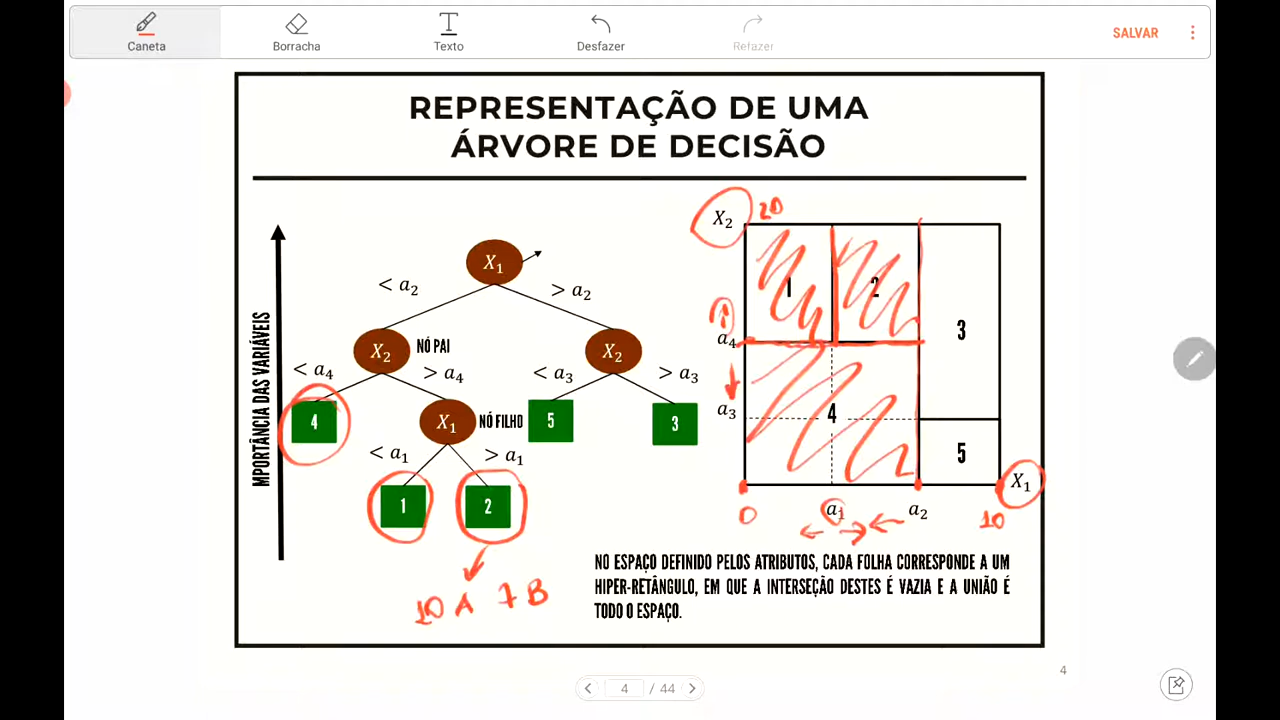 Caneta
Borracha
Texto
Desfazer
Refazer
SALVAR
REPRESENTAÇÃO DE UMA
ÁRVORE DE DECISÃO
MPORTÂNCIA DAS VARIÁVEIS
X₁
< a₂
> a₂
X₂
NÓ PAI
X₂
< a₄
> a₄
< a₃
> a₃
4
X₁
NÓ FILHO
5
3
< a₁
> a₁
1
2
10 A 7 B
X₂
20
1
2
3
a₄
a₃
4
5
X₁
0
a₁
a₂
10
NO ESPAÇO DEFINIDO PELOS ATRIBUTOS, CADA FOLHA CORRESPONDE A UM
HIPER-RETÂNGULO, EM QUE A INTERSEÇÃO DESTES É VAZIA E A UNIÃO É
TODO O ESPAÇO.
4
4 / 44